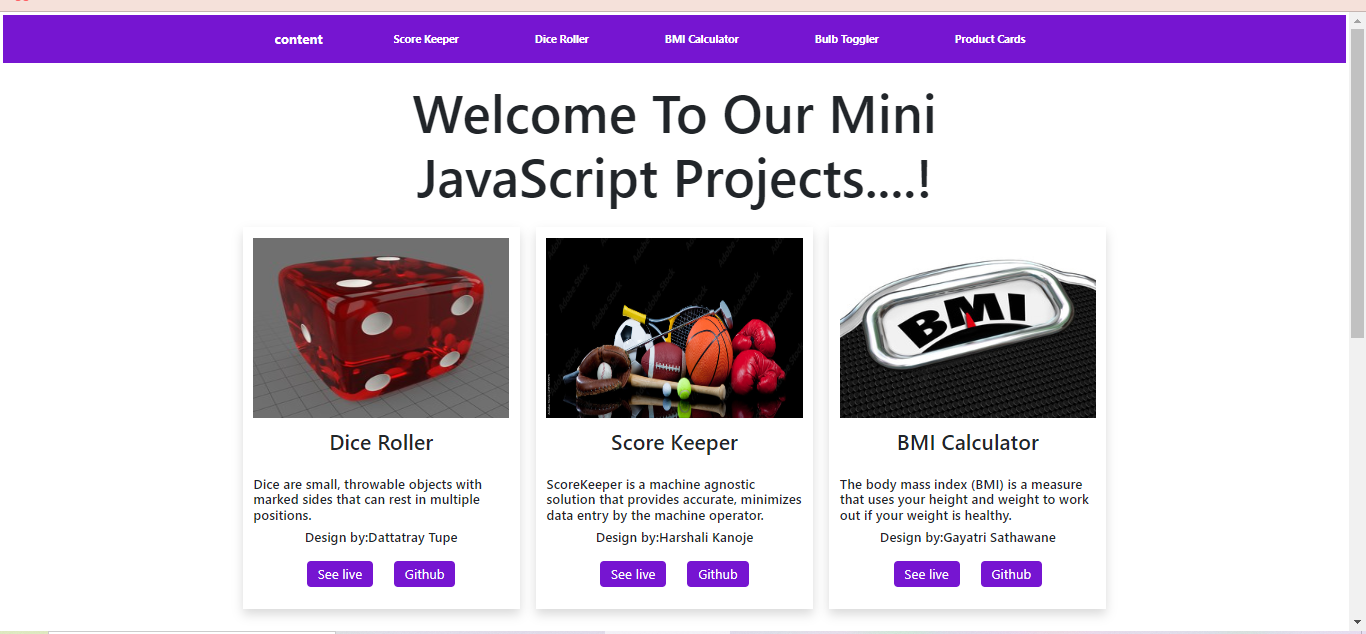 content Score Keeper Dice Roller BMI Calculator Bulb Toggler Product Cards
Welcome To Our Mini
JavaScript Projects....!
Adobe Stock
BMI
Dice Roller
Dice are small, throwable objects with
marked sides that can rest in multiple
positions.
Design by:Dattatray Tupe
See live Github
Score Keeper
ScoreKeeper is a machine agnostic
solution that provides accurate, minimizes
data entry by the machine operator.
Design by:Harshali Kanoje
See live Github
BMI Calculator
The body mass index (BMI) is a measure
that uses your height and weight to work
out if your weight is healthy.
Design by:Gayatri Sathawane
See live Github